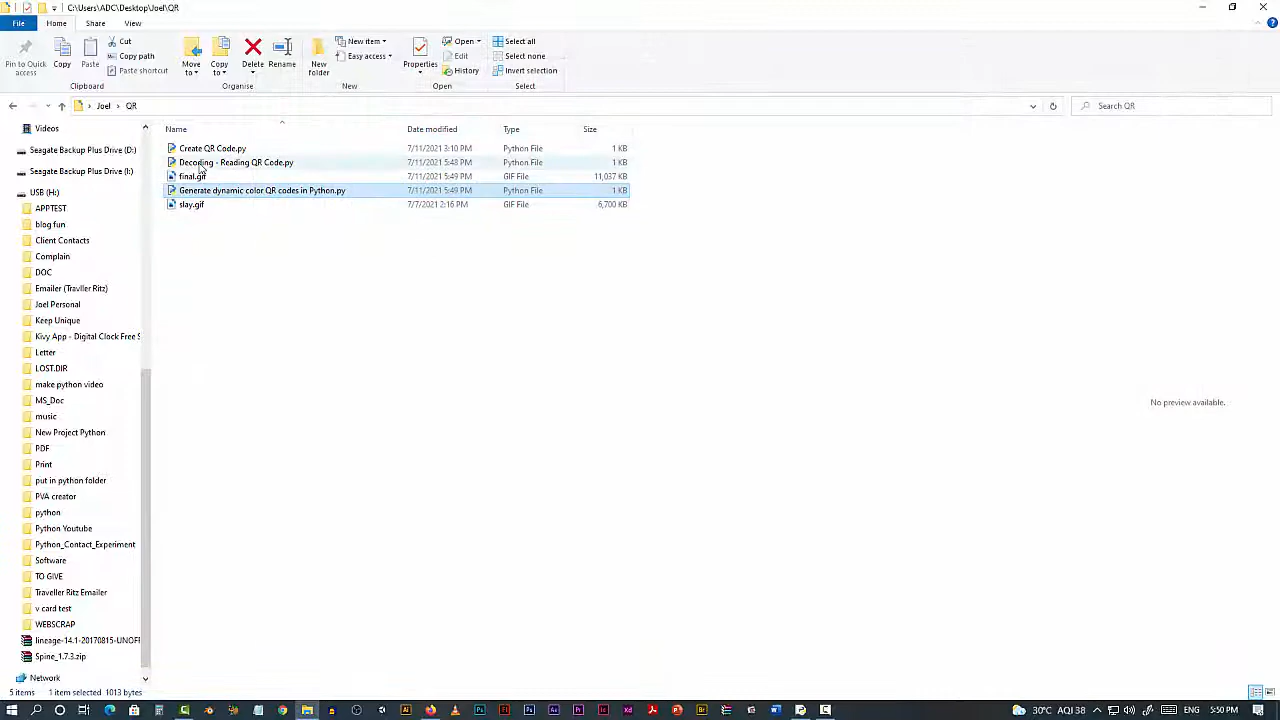 C:\Users\ADC\Desktop\Joel\QR
File Home Share View
Pin to Quick access
Copy
Paste
Cut
Copy path
Paste shortcut
Clipboard
Move to
Copy to
Delete
Rename
Organise
New folder
New item
Easy access
New
Properties
Open
Edit
History
Open
Select all
Select none
Invert selection
Select
Joel > QR
Search QR
Name Date modified Type Size
Create QR Code.py 7/11/2021 3:10 PM Python File 1 KB
Decoding - Reading QR Code.py 7/11/2021 5:48 PM Python File 1 KB
final.gif 7/11/2021 5:49 PM GIF File 11,037 KB
Generate dynamic color QR codes in Python.py 7/11/2021 5:49 PM Python File 1 KB
slay.gif 7/7/2021 2:16 PM GIF File 6,700 KB
Videos
Seagate Backup Plus Drive (D:)
Seagate Backup Plus Drive (I:)
USB (H:)
APPTEST
blog fun
Client Contacts
Complain
DOC
Emailer (Travller Ritz)
Joel Personal
Keep Unique
Kivy App - Digital Clock Free S
Letter
LOST.DIR
make python video
MS_Doc
music
New Project Python
PDF
Print
put in python folder
PVA creator
python
Python Youtube
Python_Contact_Experiment
Software
TO GIVE
Traveller Ritz Emailer
v card test
WEBSCRAP
lineage-14.1-20170815-UNOFF
Spine_1.7.3.zip
Network
No preview available.
5 items 1 item selected 1013 bytes
30°C AQI 38 ENG 5:50 PM